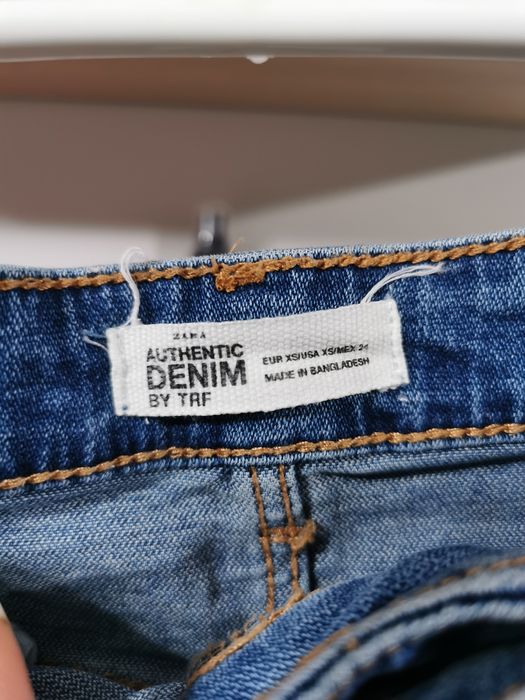 ZARA
AUTHENTIC
DENIM
BY TRF
EUR XS/USA XS/MEX 24
MADE IN BANGLADESH